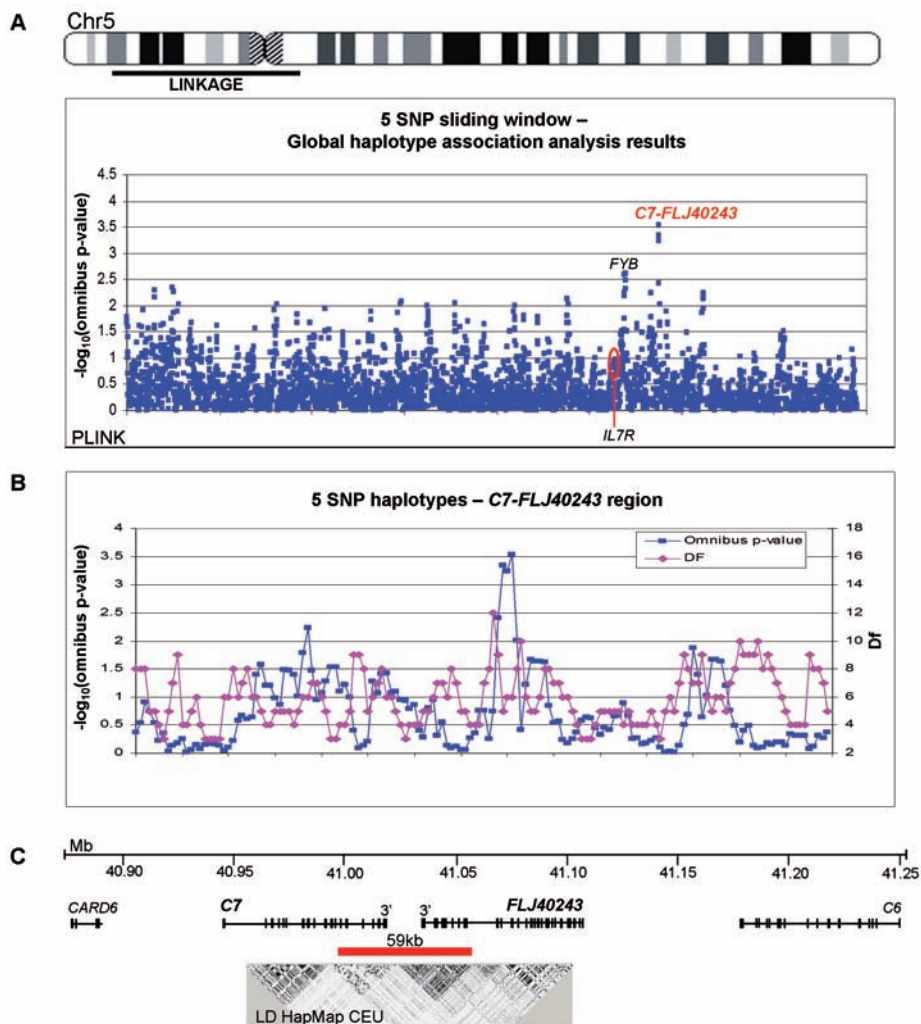 A
Chr5
LINKAGE
5 SNP sliding window –
Global haplotype association analysis results
-log10(omnibus p-value)
4.5
4
3.5
3
2.5
2
1.5
1
0.5
0
C7-FLJ40243
FYB
IL7R
PLINK
B
5 SNP haplotypes – C7-FLJ40243 region
-log10(omnibus p-value)
4
3.5
3
2.5
2
1.5
1
0.5
0
Omnibus p-value
DF
18
16
14
12
10
8
6
4
2
Df
C
Mb
40.90 40.95 41.00 41.05 41.10 41.15 41.20 41.25
CARD6 C7 3' 3' FLJ40243 C6
59kb
LD HapMap CEU